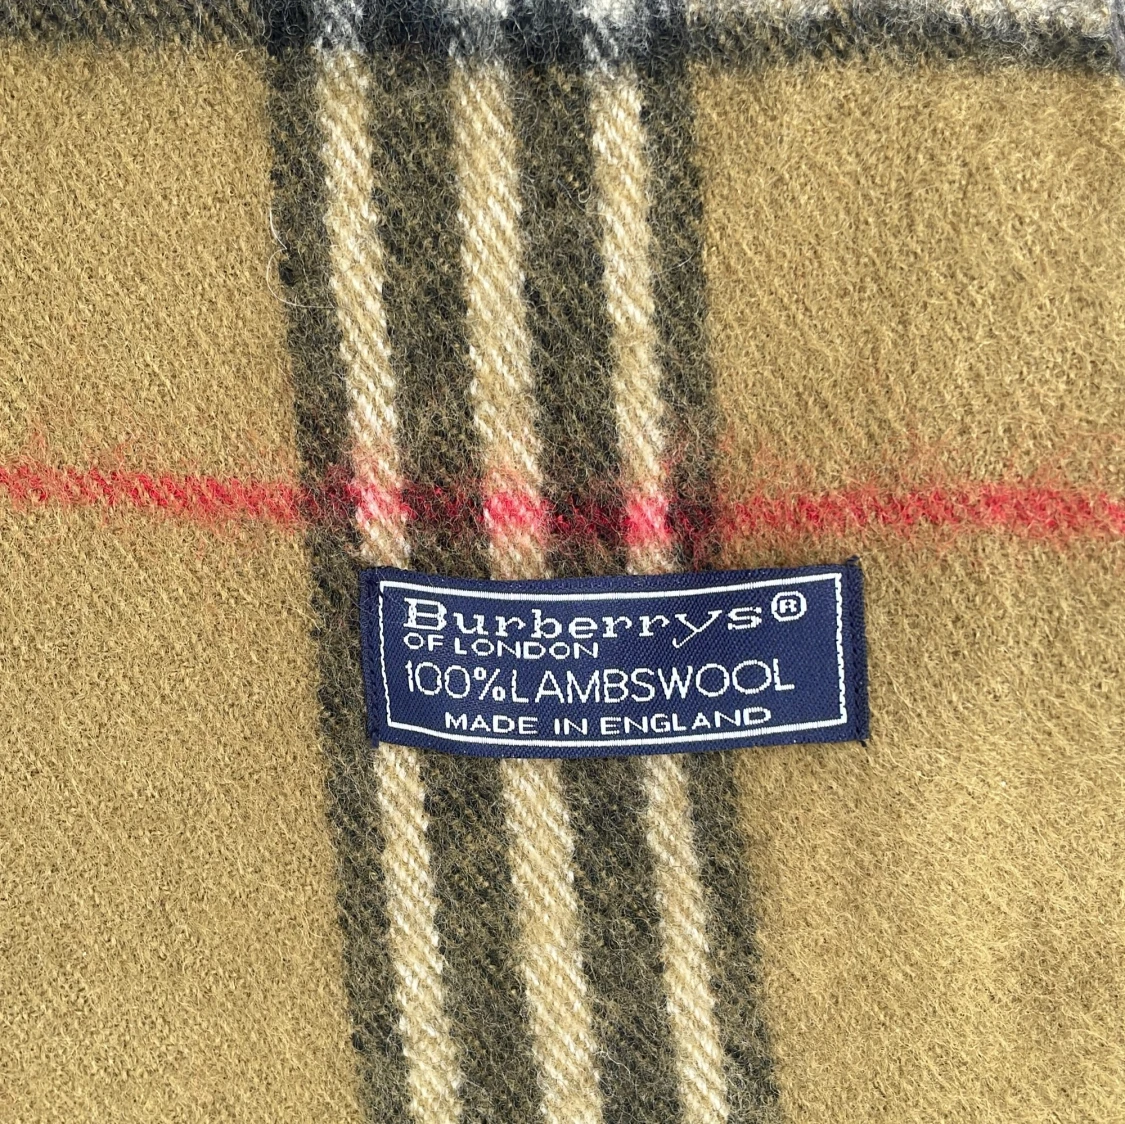 Burberrys®
OF LONDON
100% LAMBSWOOL
MADE IN ENGLAND